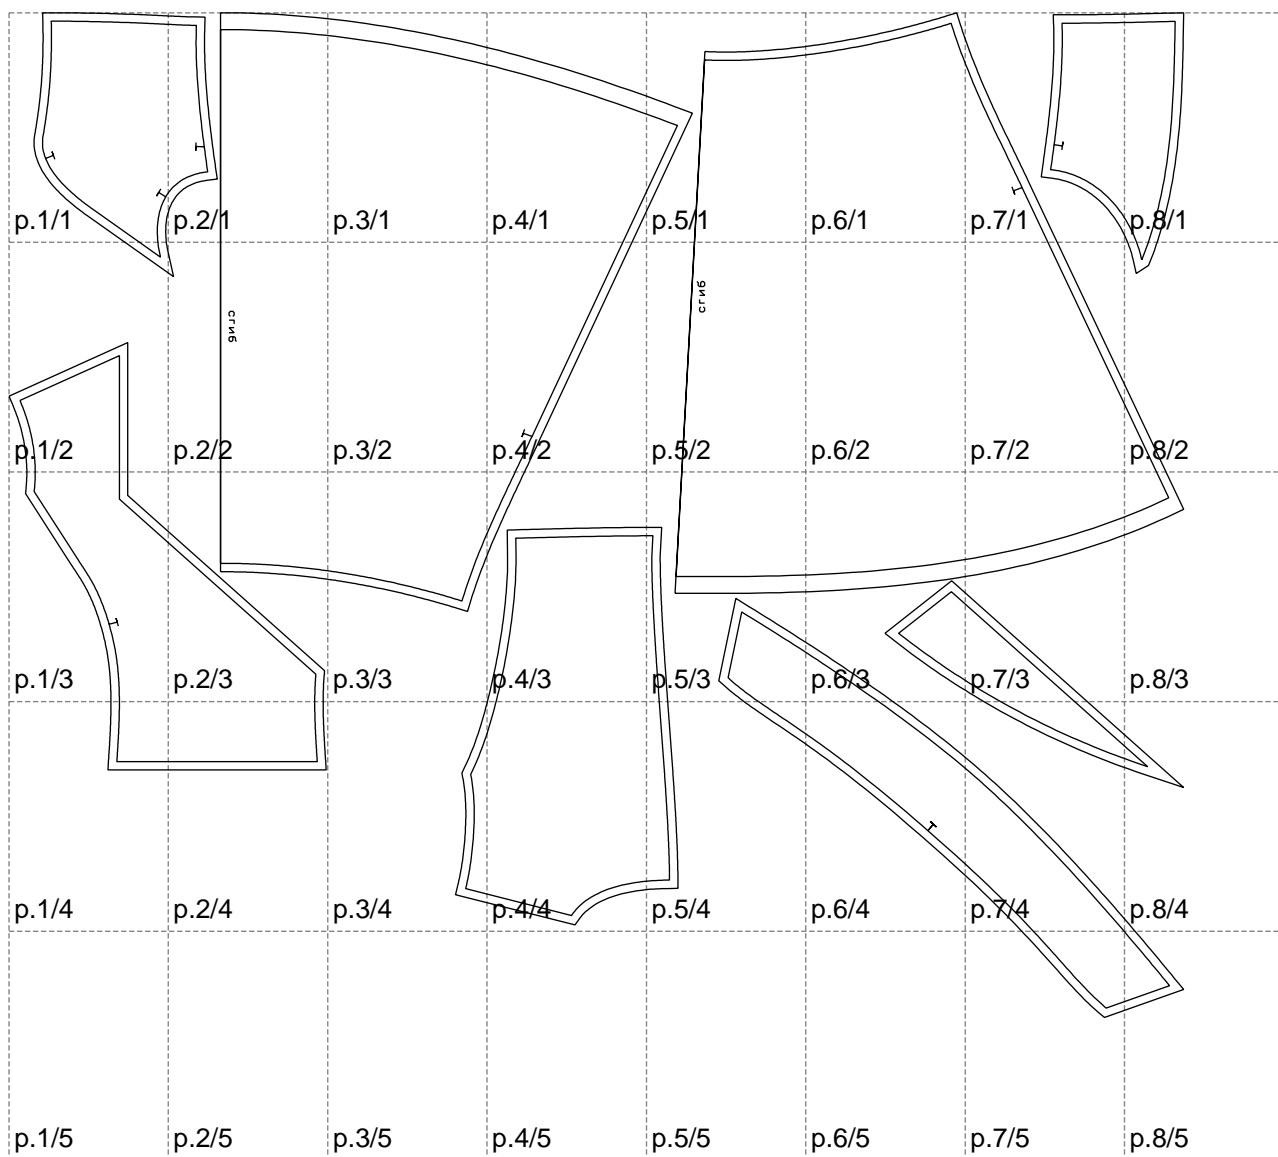 p.1/1 p.2/1 p.3/1 p.4/1 p.5/1 p.6/1 p.7/1 p.8/1
сгиб
сгиб
p.1/2 p.2/2 p.3/2 p.4/2 p.5/2 p.6/2 p.7/2 p.8/2
p.1/3 p.2/3 p.3/3 p.4/3 p.5/3 p.6/3 p.7/3 p.8/3
p.1/4 p.2/4 p.3/4 p.4/4 p.5/4 p.6/4 p.7/4 p.8/4
p.1/5 p.2/5 p.3/5 p.4/5 p.5/5 p.6/5 p.7/5 p.8/5